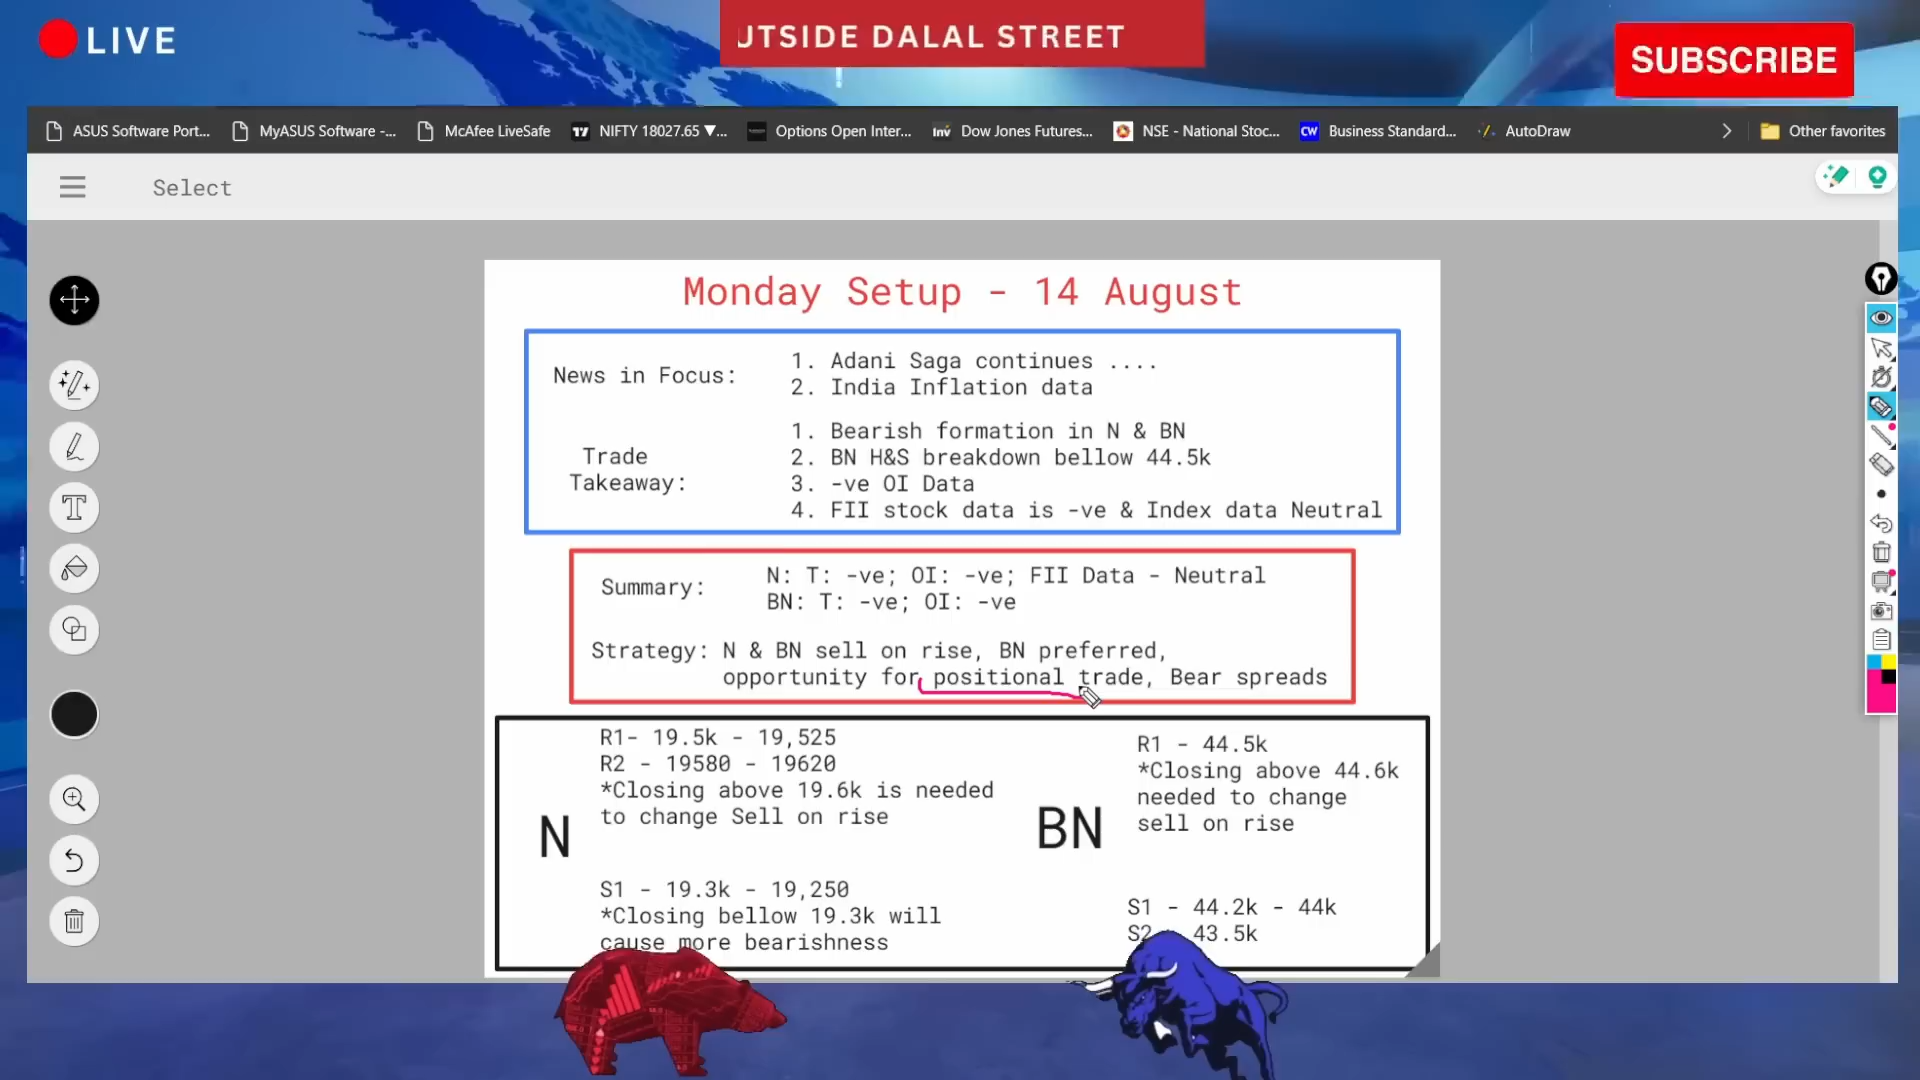 LIVE
UTSIDE DALAL STREET
SUBSCRIBE
ASUS Software Port... MyASUS Software -... McAfee LiveSafe NIFTY 18027.65 ▼... Options Open Inter... Dow Jones Futures... NSE - National Stoc... Business Standard... AutoDraw Other favorites
Select
Monday Setup - 14 August
News in Focus:
1. Adani Saga continues ....
2. India Inflation data
Trade
Takeaway:
1. Bearish formation in N & BN
2. BN H&S breakdown bellow 44.5k
3. -ve OI Data
4. FII stock data is -ve & Index data Neutral
Summary:
N: T: -ve; OI: -ve; FII Data - Neutral
BN: T: -ve; OI: -ve
Strategy: N & BN sell on rise, BN preferred,
opportunity for positional trade, Bear spreads
N
R1- 19.5k - 19,525
R2 - 19580 - 19620
*Closing above 19.6k is needed
to change Sell on rise
S1 - 19.3k - 19,250
*Closing bellow 19.3k will
cause more bearishness
BN
R1 - 44.5k
*Closing above 44.6k
needed to change
sell on rise
S1 - 44.2k - 44k
S2 43.5k